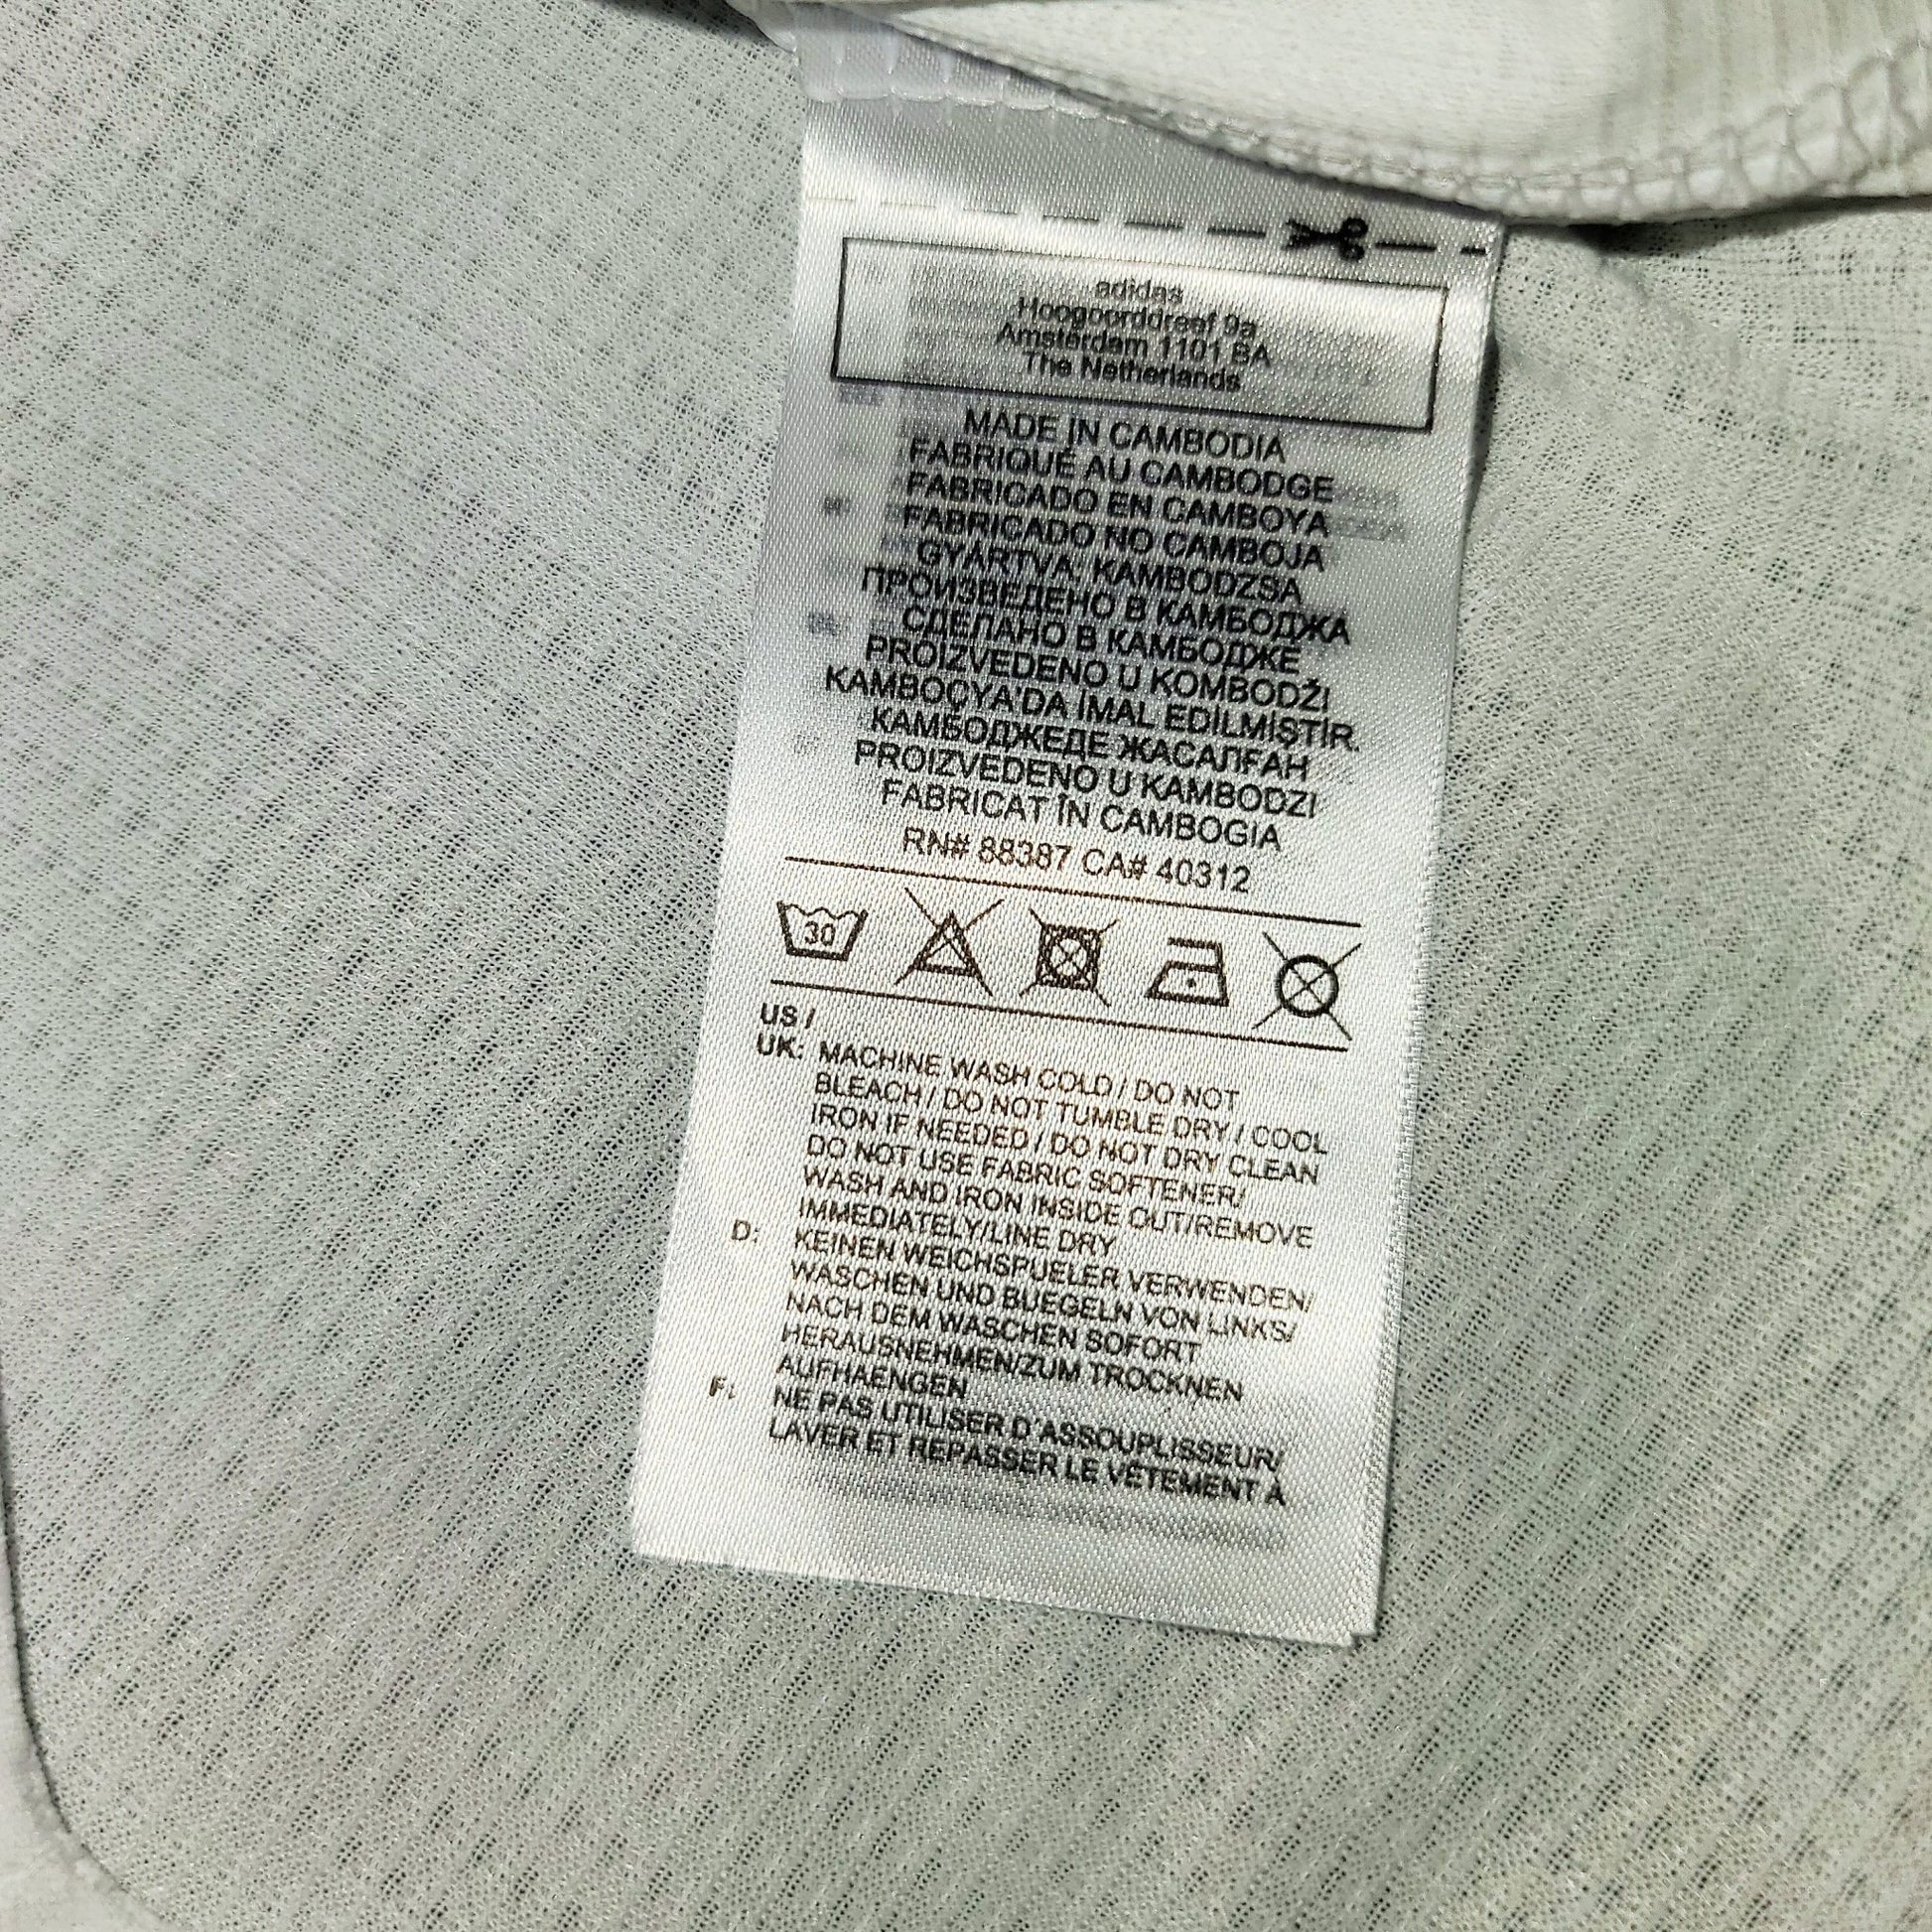 adidas
Hoogoorddreef 9a
Amsterdam 1101 BA
The Netherlands
MADE IN CAMBODIA
FABRIQUÉ AU CAMBODGE
FABRICADO EN CAMBOYA
FABRICADO NO CAMBOJA
GYÁRTVA: KAMBODZSA
ПРОИЗВЕДЕНО В КАМБОДЖА
СДЕЛАНО В КАМБОДЖЕ
PROIZVEDENO U KOMBODŽI
KAMBOÇYA'DA İMAL EDİLMİŞTİR.
КАМБОДЖЕДЕ ЖАСАЛҒАН
PROIZVEDENO U KAMBODZI
FABRICAT ÎN CAMBOGIA
RN# 88387 CA# 40312
30
US /
UK: MACHINE WASH COLD / DO NOT
BLEACH / DO NOT TUMBLE DRY / COOL
IRON IF NEEDED / DO NOT DRY CLEAN
DO NOT USE FABRIC SOFTENER/
WASH AND IRON INSIDE OUT/REMOVE
IMMEDIATELY/LINE DRY
D: KEINEN WEICHSPUELER VERWENDEN/
WASCHEN UND BUEGELN VON LINKS/
NACH DEM WASCHEN SOFORT
HERAUSNEHMEN/ZUM TROCKNEN
AUFHAENGEN
F: NE PAS UTILISER D'ASSOUPLISSEUR/
LAVER ET REPASSER LE VÊTEMENT À